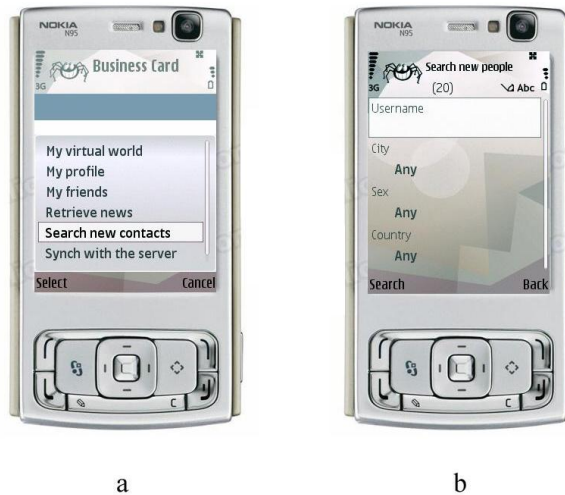 NOKIA
N95
3G
Business Card
My virtual world
My profile
My friends
Retrieve news
Search new contacts
Synch with the server
Select
Cancel
C
a
NOKIA
N95
3G
Search new people
(20)
Abc
Username
City
Any
Sex
Any
Country
Any
Search
Back
C
b